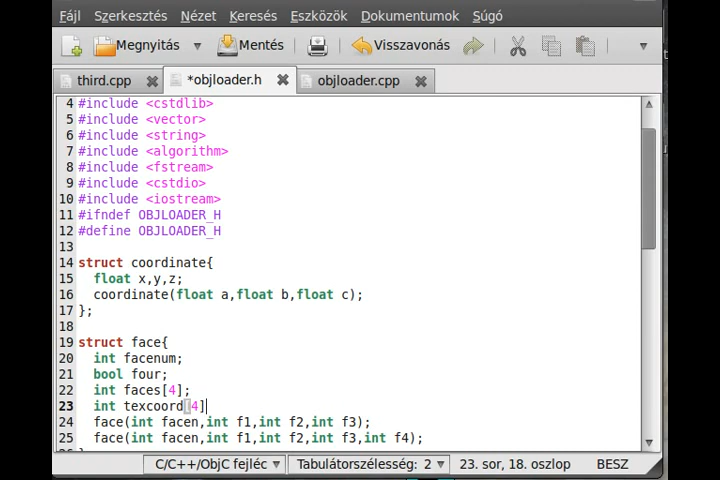 Fájl Szerkesztés Nézet Keresés Eszközök Dokumentumok Súgó
Megnyitás Mentés Visszavonás
third.cpp *objloader.h objloader.cpp
4 #include <cstdlib>
5 #include <vector>
6 #include <string>
7 #include <algorithm>
8 #include <fstream>
9 #include <cstdio>
10 #include <iostream>
11 #ifndef OBJLOADER_H
12 #define OBJLOADER_H
13
14 struct coordinate{
15 float x,y,z;
16 coordinate(float a,float b,float c);
17 };
18
19 struct face{
20 int facenum;
21 bool four;
22 int faces[4];
23 int texcoord[4]
24 face(int facen,int f1,int f2,int f3);
25 face(int facen,int f1,int f2,int f3,int f4);
C/C++/ObjC fejléc Tabulátorszélesség: 2 23. sor, 18. oszlop BESZ